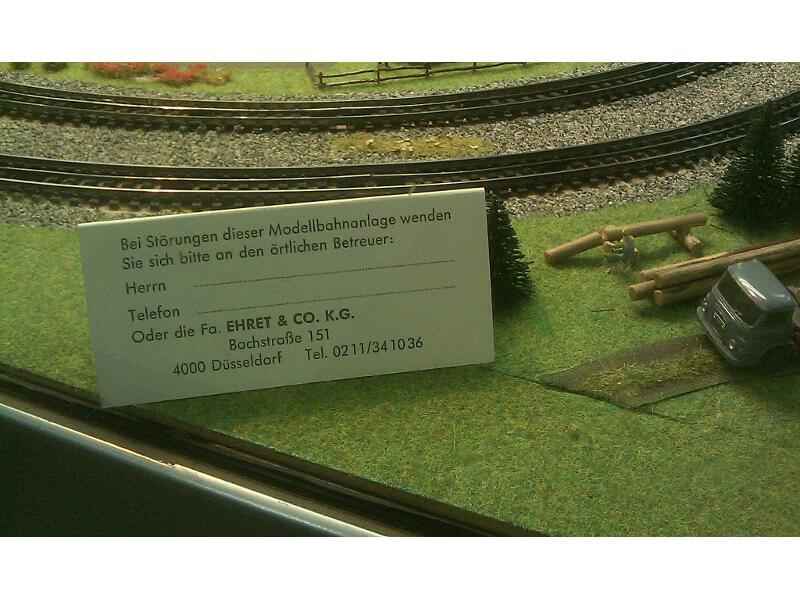 Bei Störungen dieser Modellbahnanlage wenden
Sie sich bitte an den örtlichen Betreuer:
Herrn
Telefon
Oder die Fa. EHRET & CO. K.G.
Bachstraße 151
4000 Düsseldorf Tel. 0211/341036